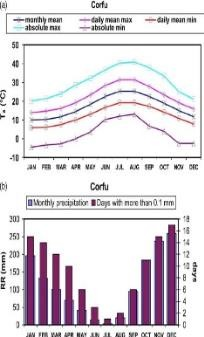 (a)
Corfu
monthly mean
daily mean max
daily mean min
absolute max
absolute min
Ta (°C)
50
40
30
20
10
0
-10
JAN FEB MAR APR MAY JUN JUL AUG SEP OCT NOV DEC
(b)
Corfu
Monthly precipitation
Days with more than 0.1 mm
RR (mm)
300
250
200
150
100
50
0
18
16
14
12
10
8
6
4
2
0
days
JAN FEB MAR APR MAY JUN JUL AUG SEP OCT NOV DEC